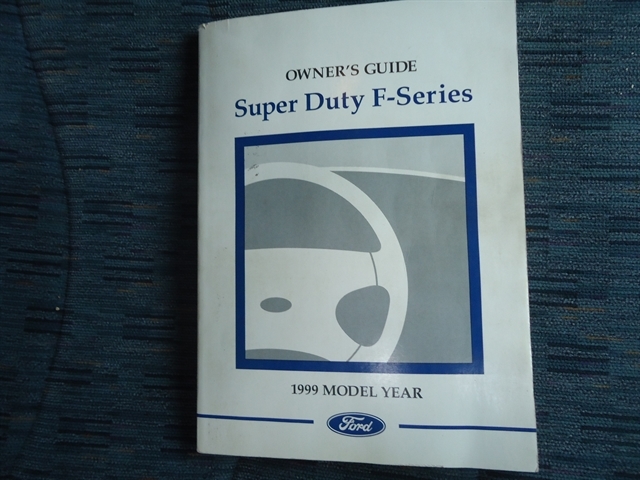 OWNER'S GUIDE
Super Duty F-Series
1999 MODEL YEAR
Ford